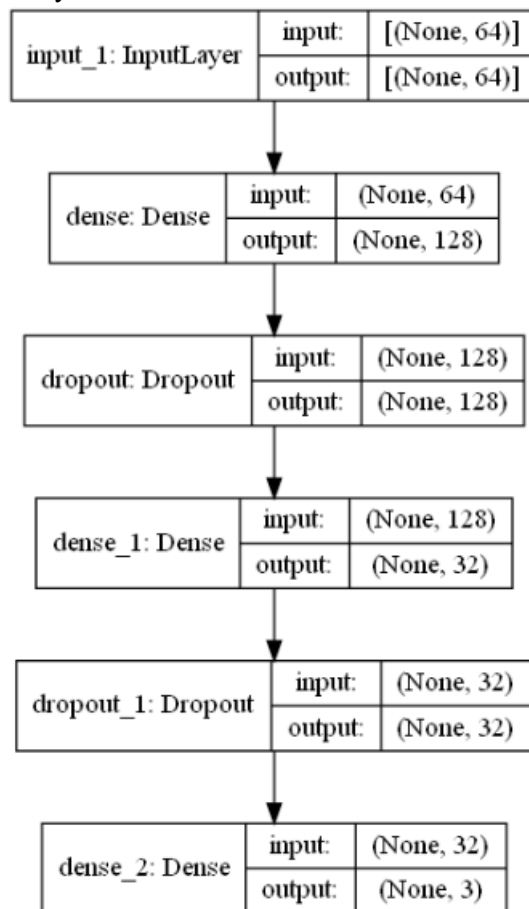 input_1: InputLayer
input: [(None, 64)]
output: [(None, 64)]
dense: Dense
input: (None, 64)
output: (None, 128)
dropout: Dropout
input: (None, 128)
output: (None, 128)
dense_1: Dense
input: (None, 128)
output: (None, 32)
dropout_1: Dropout
input: (None, 32)
output: (None, 32)
dense_2: Dense
input: (None, 32)
output: (None, 3)